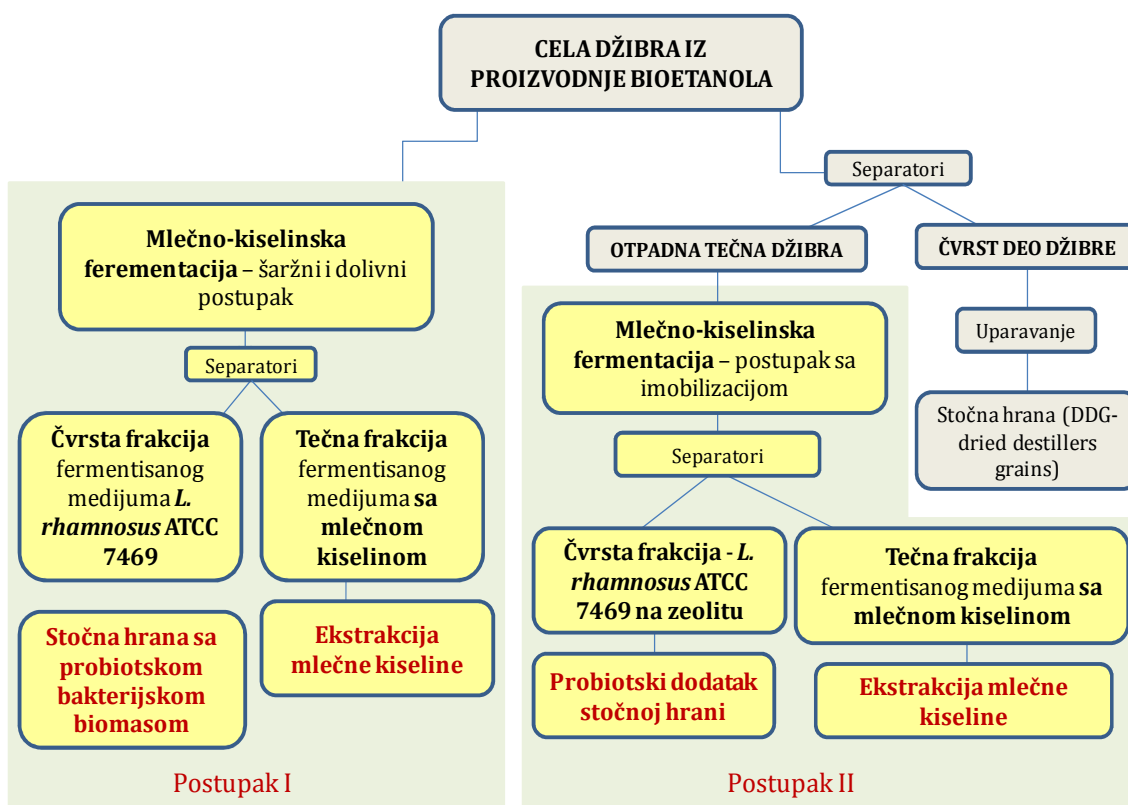 CELA DŽIBRA IZ
PROIZVODNJE BIOETANOLA
Separatori
Mlečno-kiselinska
ferementacija – šaržni i dolivni
postupak
OTPADNA TEČNA DŽIBRA
ČVRST DEO DŽIBRE
Mlečno-kiselinska
fermentacija – postupak sa
imobilizacijom
Uparavanje
Separatori
Stočna hrana (DDG-
dried destillers
grains)
Čvrsta frakcija
fermentisanog
medijuma L.
rhamnosus ATCC
7469
Tečna frakcija
fermentisanog
medijuma sa
mlečnom
kiselinom
Separatori
Čvrsta frakcija - L.
rhamnosus ATCC
7469 na zeolitu
Tečna frakcija
fermentisanog medijuma sa
mlečnom kiselinom
Stočna hrana sa
probiotskom
bakterijskom
biomasom
Ekstrakcija
mlečne kiseline
Probiotski dodatak
stočnoj hrani
Ekstrakcija mlečne
kiseline
Postupak I
Postupak II